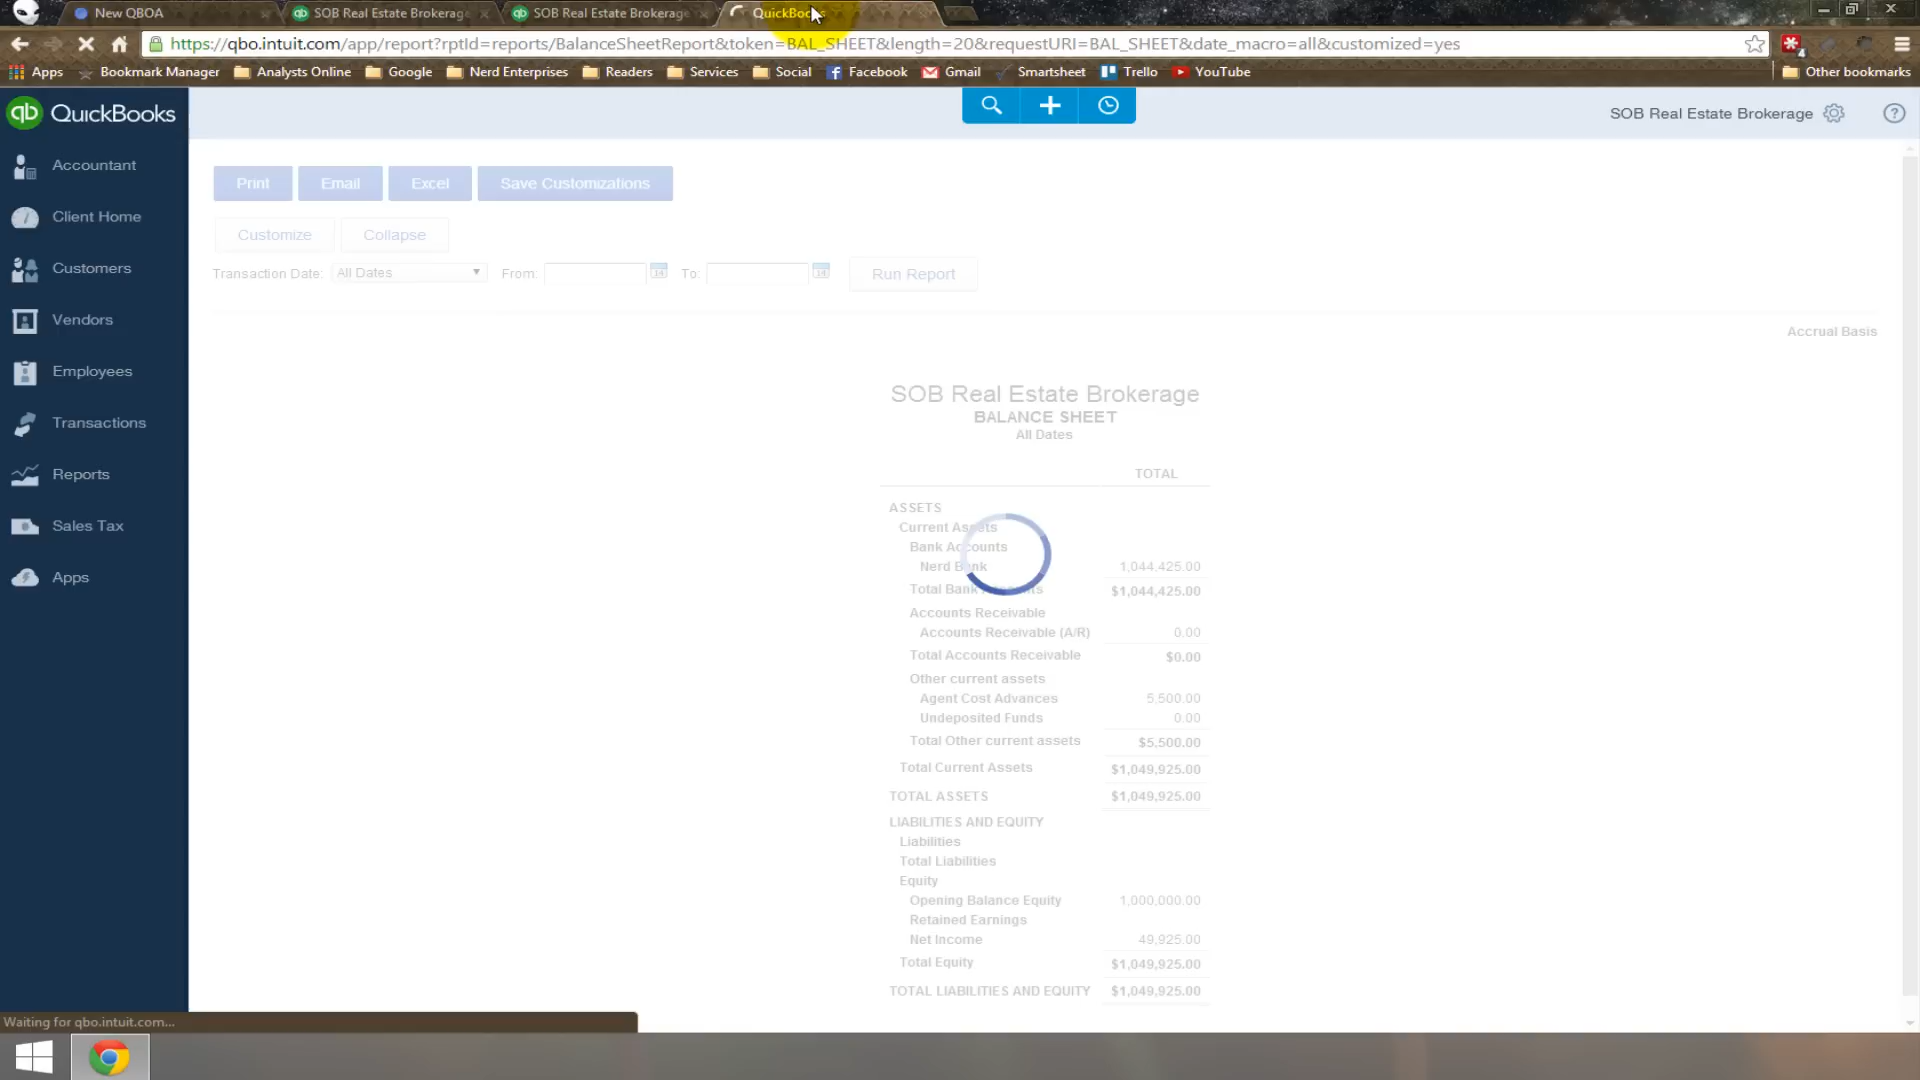 New QBOA
SOB Real Estate Brokerage
SOB Real Estate Brokerage
QuickBooks
https://qbo.intuit.com/app/report?rptId=reports/BalanceSheetReport&token=BAL_SHEET&length=20&requestURI=BAL_SHEET&date_macro=all&customized=yes
Apps Bookmark Manager Analysts Online Google Nerd Enterprises Readers Services Social Facebook Gmail Smartsheet Trello YouTube Other bookmarks
qb QuickBooks
SOB Real Estate Brokerage
Accountant
Client Home
Customers
Vendors
Employees
Transactions
Reports
Sales Tax
Apps
Print Email Excel Save Customizations
Customize Collapse
Transaction Date: All Dates From: To: Run Report
Accrual Basis
SOB Real Estate Brokerage
BALANCE SHEET
All Dates
TOTAL
ASSETS
Current Assets
Bank Accounts
Nerd Bank 1,044,425.00
Total Bank Accounts $1,044,425.00
Accounts Receivable
Accounts Receivable (A/R) 0.00
Total Accounts Receivable $0.00
Other current assets
Agent Cost Advances 5,500.00
Undeposited Funds 0.00
Total Other current assets $5,500.00
Total Current Assets $1,049,925.00
TOTAL ASSETS $1,049,925.00
LIABILITIES AND EQUITY
Liabilities
Total Liabilities
Equity
Opening Balance Equity 1,000,000.00
Retained Earnings
Net Income 49,925.00
Total Equity $1,049,925.00
TOTAL LIABILITIES AND EQUITY $1,049,925.00
Waiting for qbo.intuit.com...